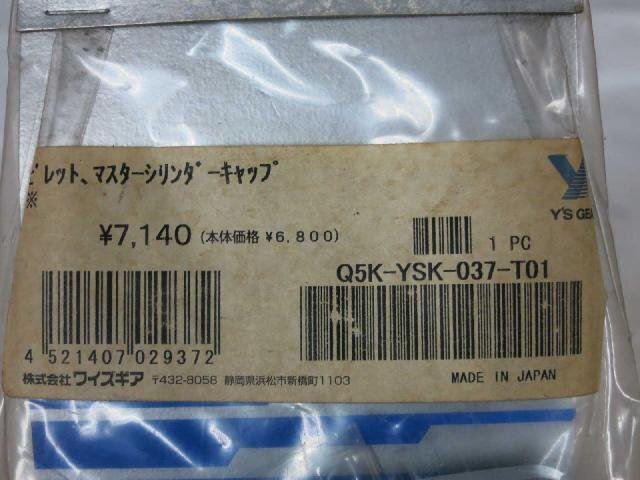 ビレット、マスターシリンダーキャップ
※
¥7,140 (本体価格 ¥6,800)
1 PC
Y'S GE
Q5K-YSK-037-T01
4 521407 029372
株式会社 ワイズギア 〒432-8058 静岡県浜松市新橋町1103
MADE IN JAPAN